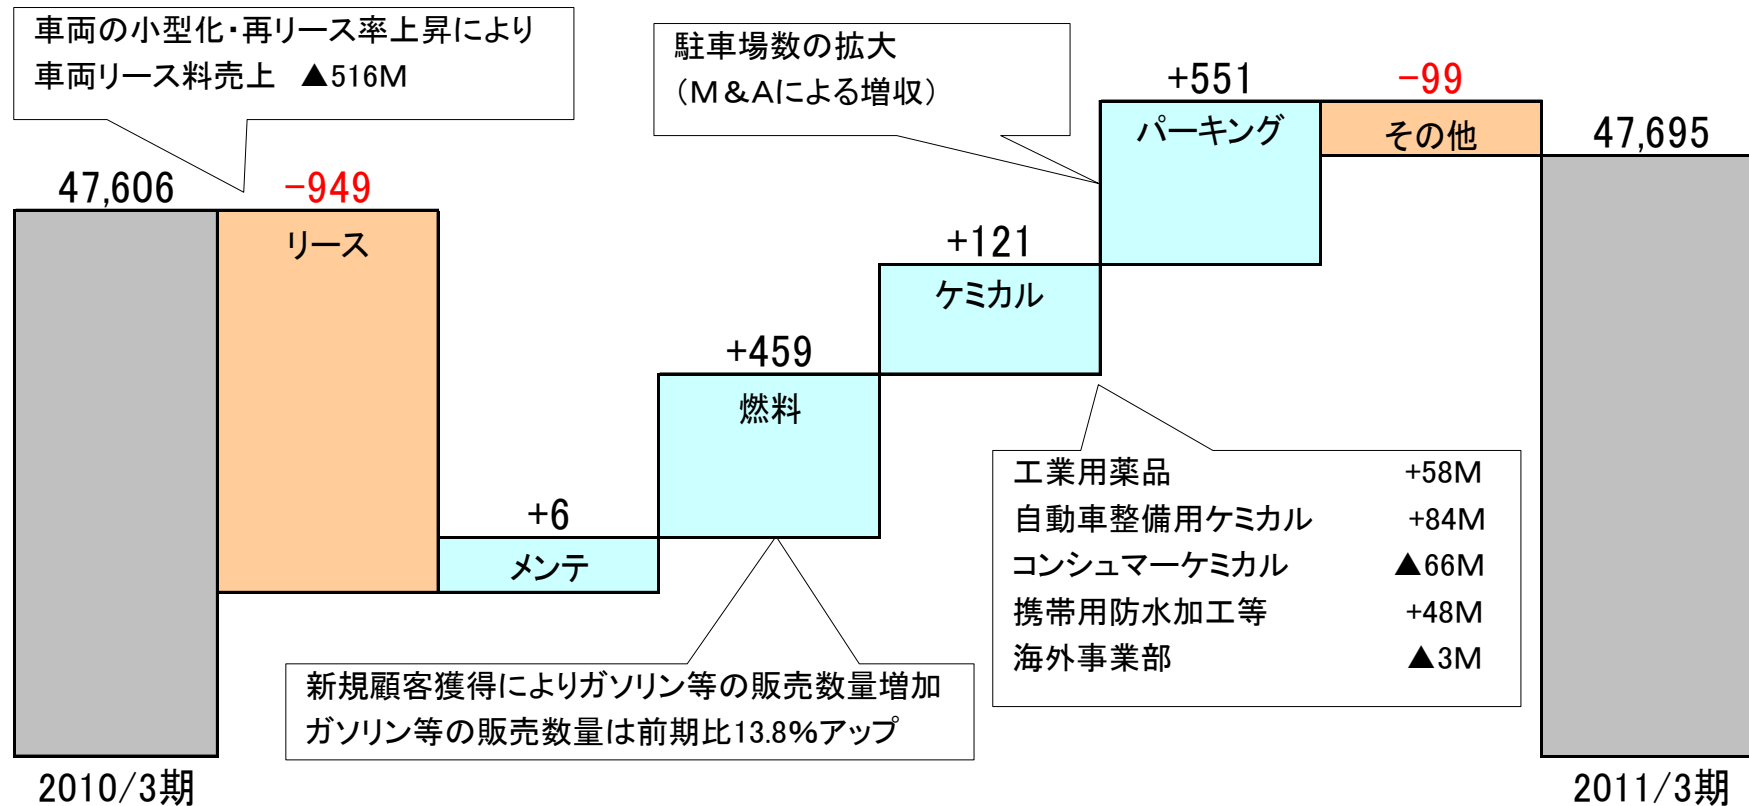 車両の小型化・再リース率上昇により
車両リース料売上 ▲516M
駐車場数の拡大
（M＆Aによる増収）
+551
-99
パーキング
その他
47,695
47,606
-949
リース
+121
ケミカル
+459
燃料
+6
メンテ
工業用薬品 +58M
自動車整備用ケミカル +84M
コンシュマーケミカル ▲66M
携帯用防水加工等 +48M
海外事業部 ▲3M
新規顧客獲得によりガソリン等の販売数量増加
ガソリン等の販売数量は前期比13.8%アップ
2010/3期
2011/3期